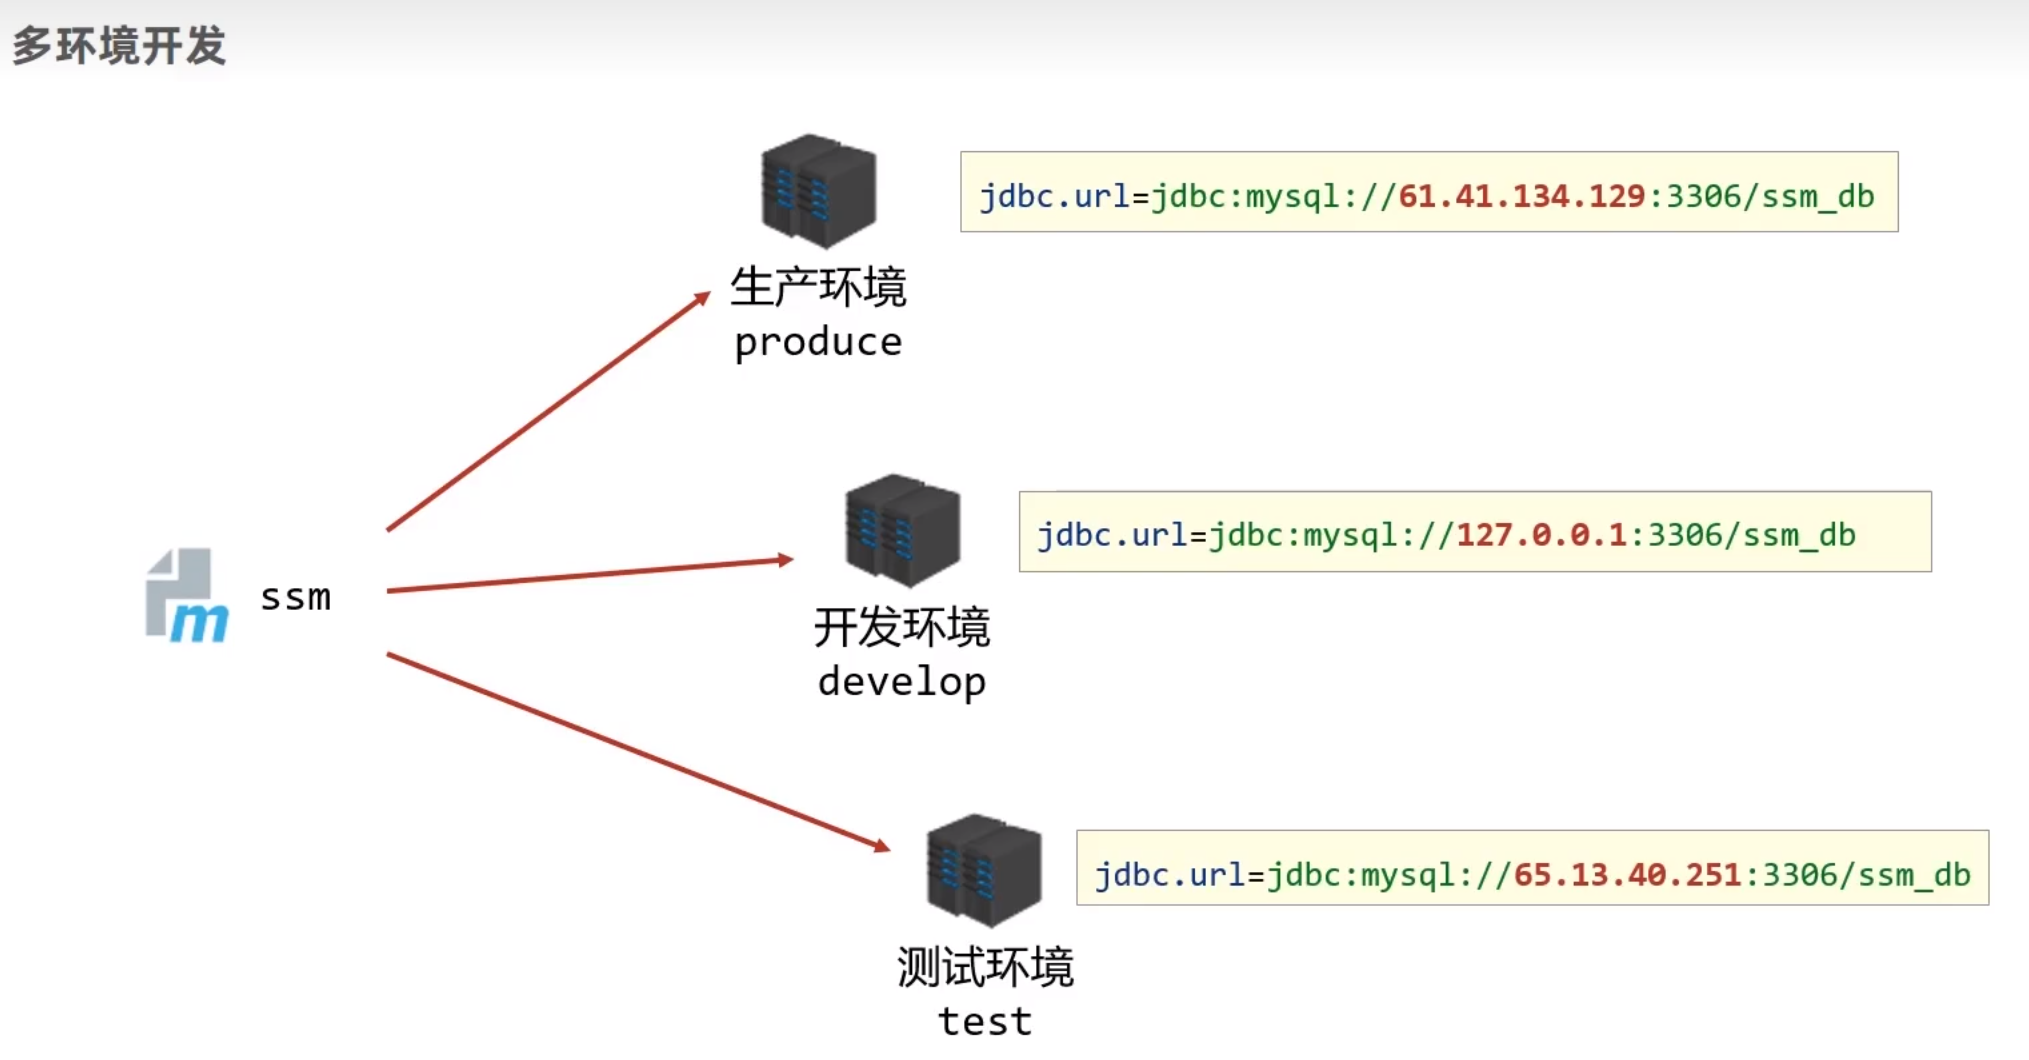 多环境开发
jdbc.url=jdbc:mysql://61.41.134.129:3306/ssm_db
生产环境
produce
jdbc.url=jdbc:mysql://127.0.0.1:3306/ssm_db
m
ssm
开发环境
develop
jdbc.url=jdbc:mysql://65.13.40.251:3306/ssm_db
测试环境
test